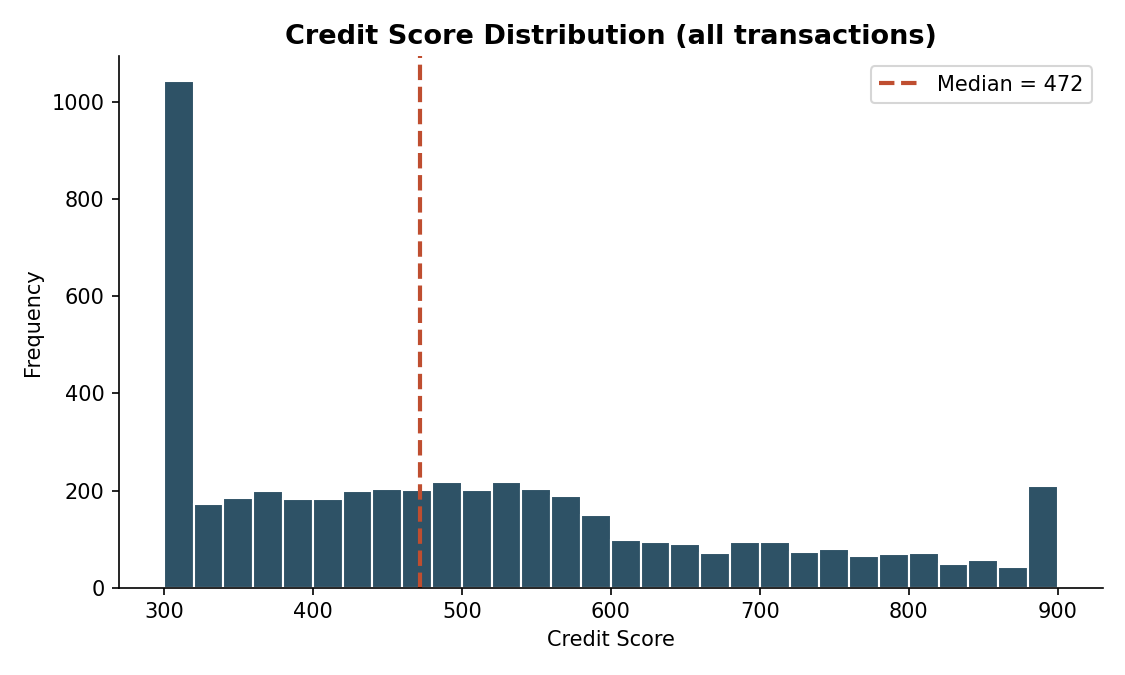 Credit Score Distribution (all transactions)
Median = 472
Frequency
1000
800
600
400
200
0
300 400 500 600 700 800 900
Credit Score